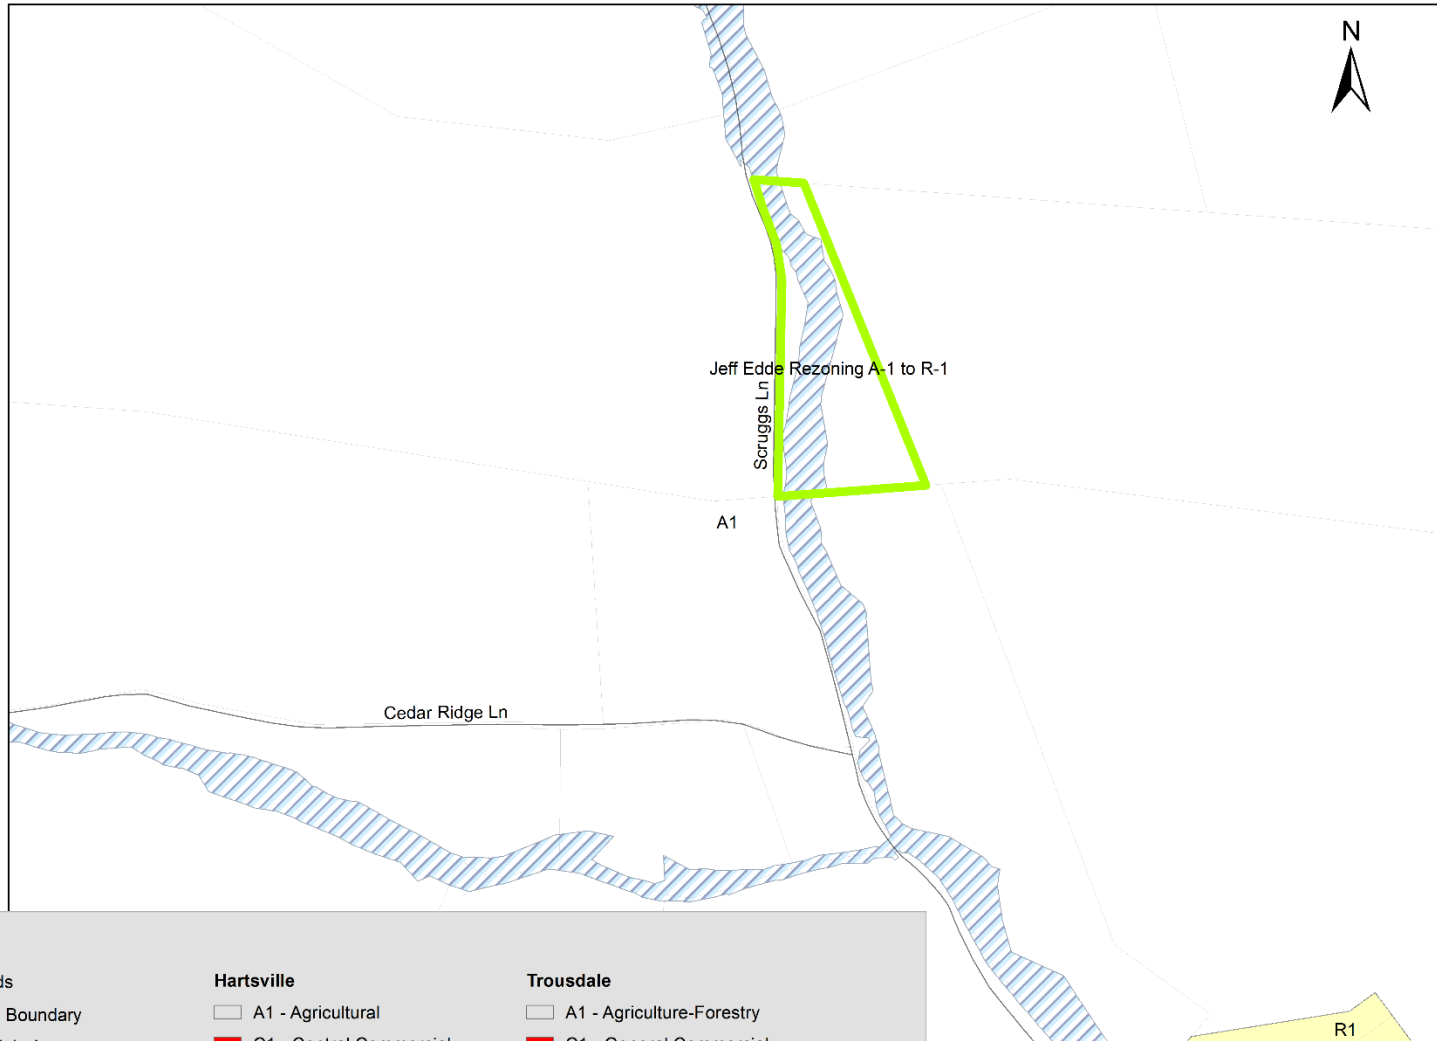 N
Jeff Edde Rezoning A-1 to R-1
Scruggs Ln
A1
Cedar Ridge Ln
Hartsville
Trousdale
Boundary
A1 - Agricultural
A1 - Agriculture-Forestry
R1